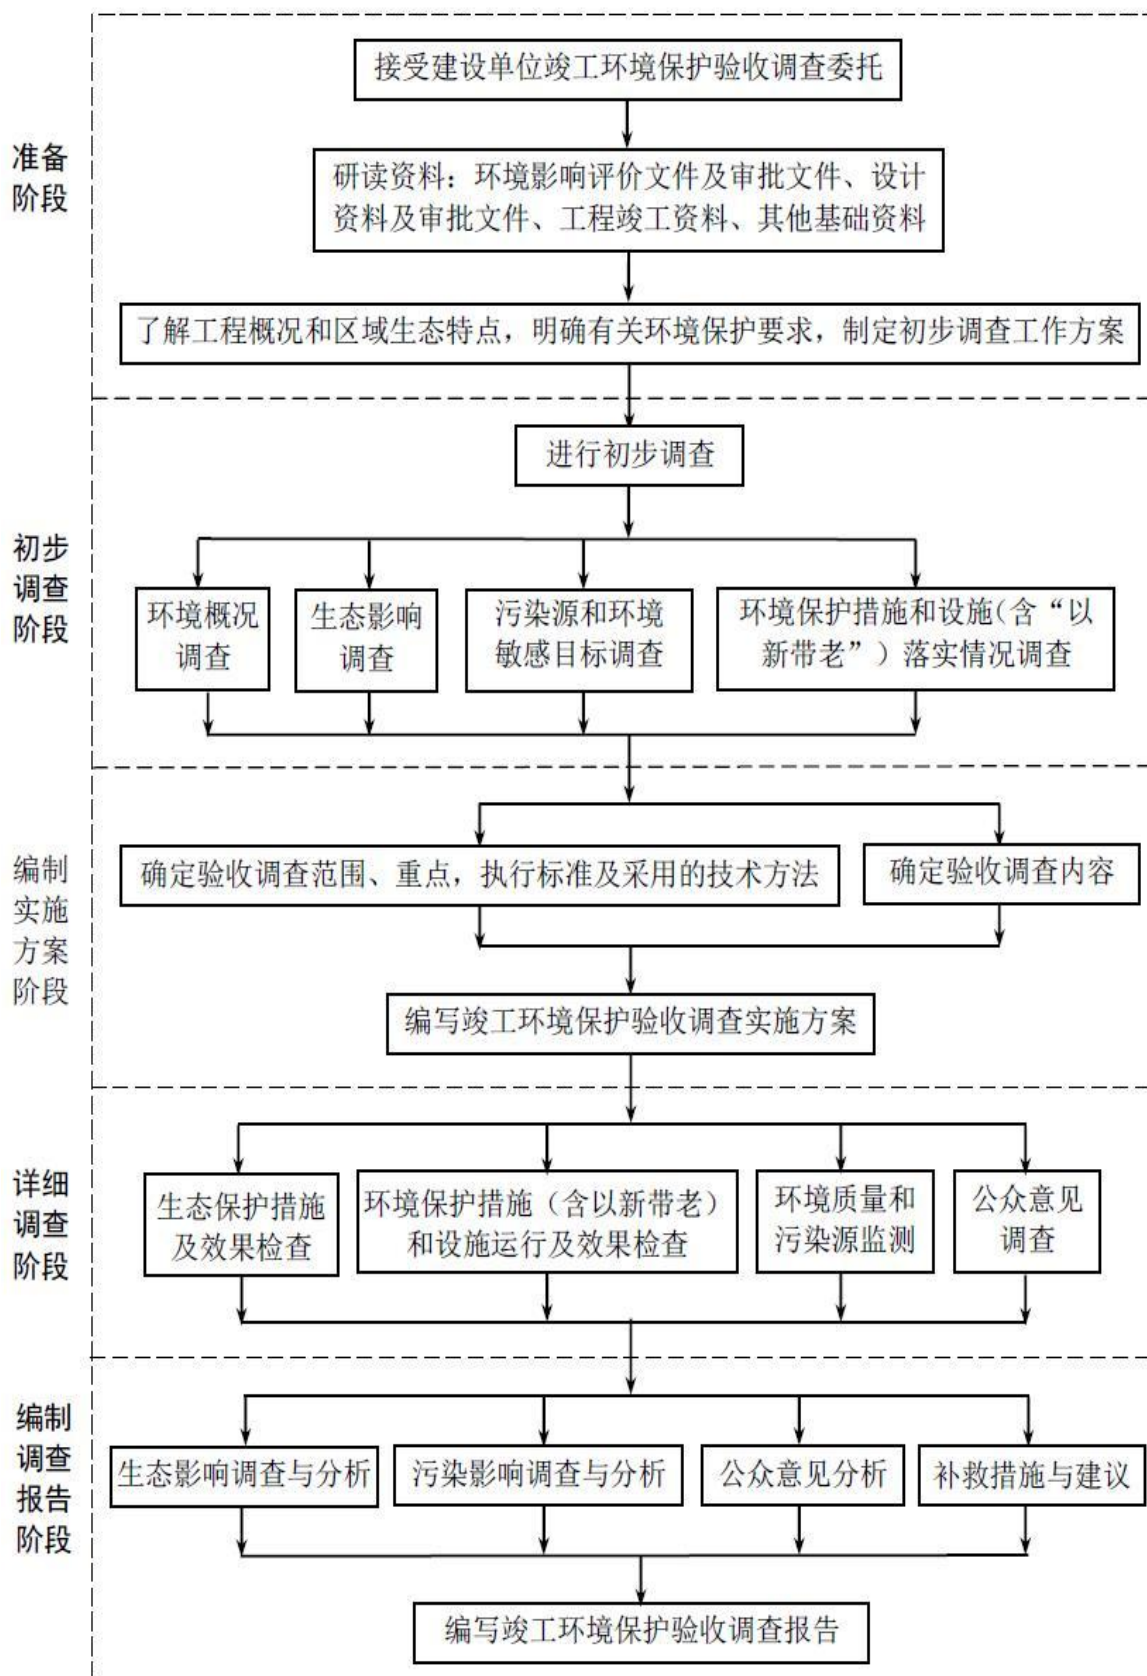 准备
阶段
接受建设单位竣工环境保护验收调查委托
研读资料：环境影响评价文件及审批文件、设计
资料及审批文件、工程竣工资料、其他基础资料
了解工程概况和区域生态特点，明确有关环境保护要求，制定初步调查工作方案
初步
调查
阶段
进行初步调查
环境概况
调查
生态影响
调查
污染源和环境
敏感目标调查
环境保护措施和设施（含“以
新带老”）落实情况调查
编制
实施
方案
阶段
确定验收调查范围、重点，执行标准及采用的技术方法
确定验收调查内容
编写竣工环境保护验收调查实施方案
详细
调查
阶段
生态保护措施
及效果检查
环境保护措施（含以新带老）
和设施运行及效果检查
环境质量和
污染源监测
公众意见
调查
编制
调查
报告
阶段
生态影响调查与分析
污染影响调查与分析
公众意见分析
补救措施与建议
编写竣工环境保护验收调查报告